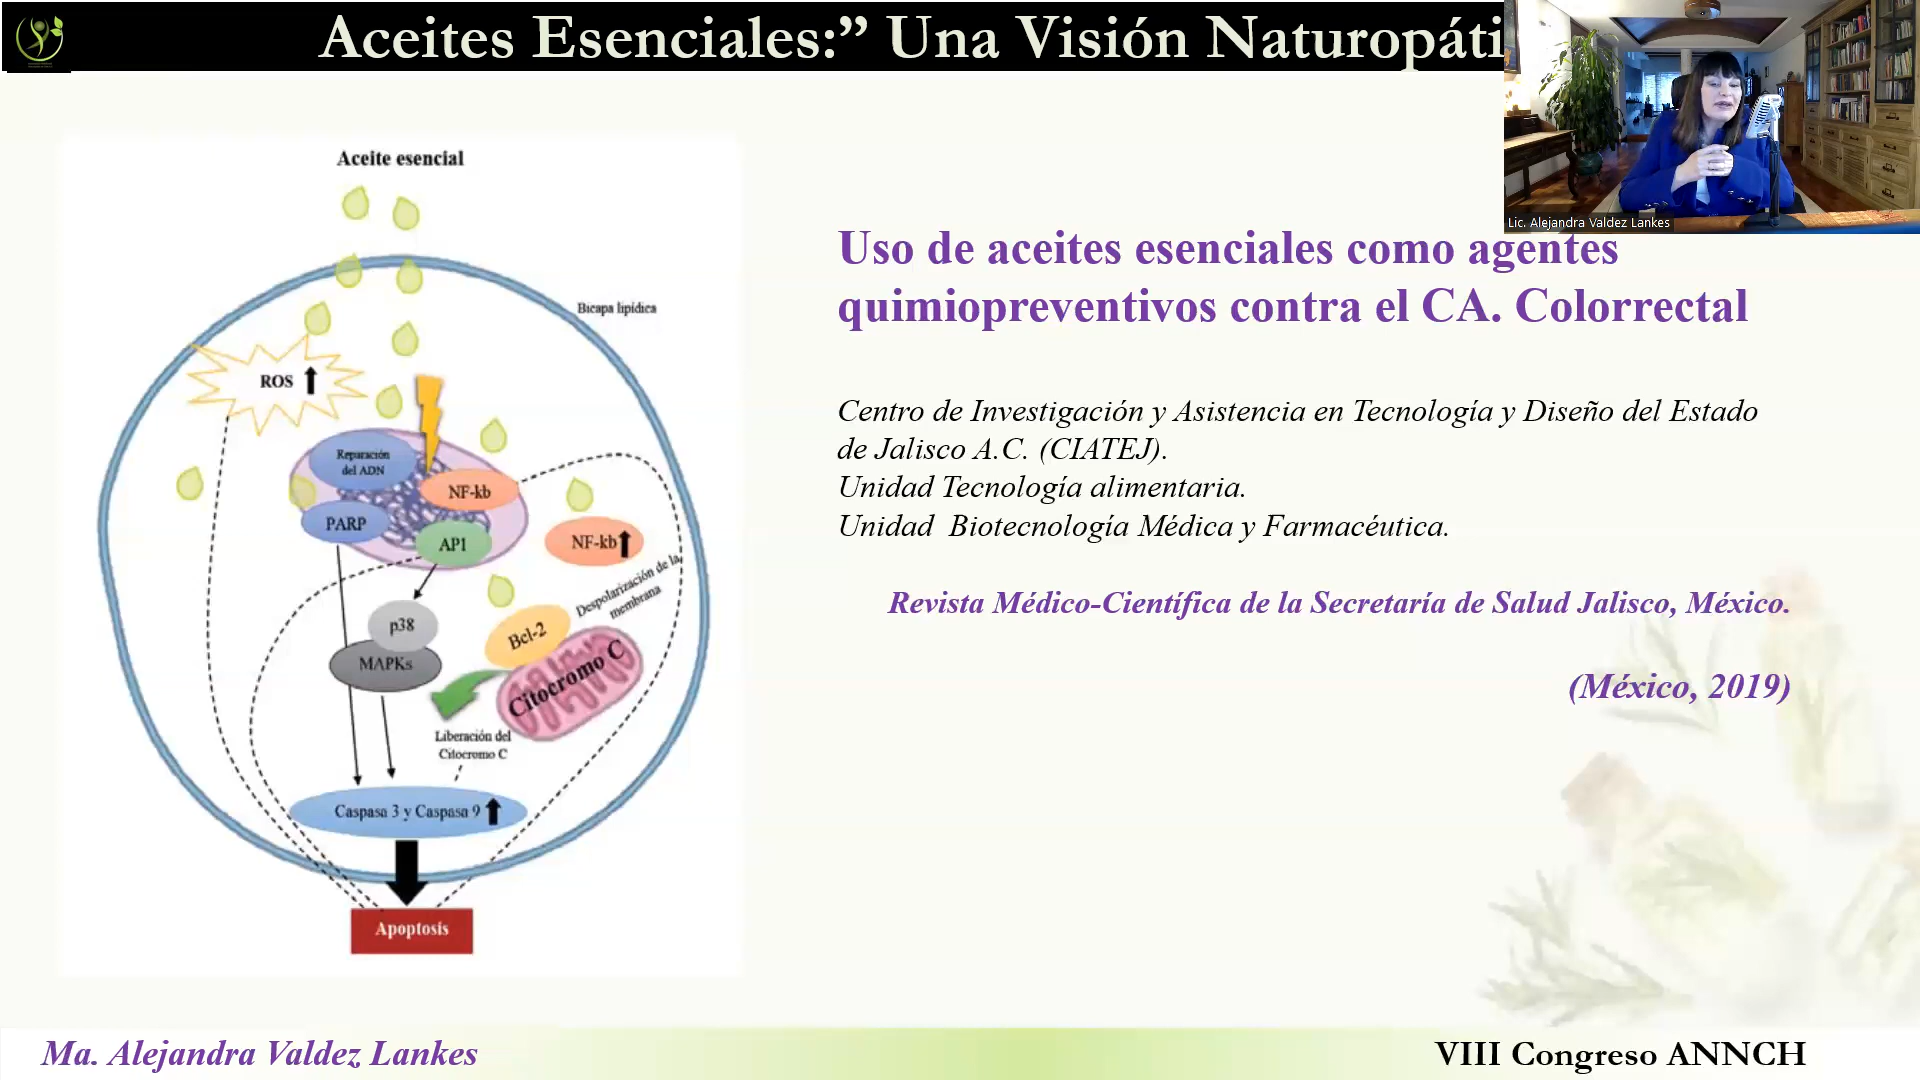 Aceites Esenciales:” Una Visión Naturopáti
Lic. Alejandra Valdez Lankes
Aceite esencial
Bicapa lipídica
ROS
Reparación
del ADN
NF-kb
PARP
AP1
NF-kb
Despolarización de la
membrana
p38
MAPKs
Bcl-2
Citocromo C
Liberación del
Citocromo C
Caspasa 3 y Caspasa 9
Apoptosis
Uso de aceites esenciales como agentes
quimiopreventivos contra el CA. Colorrectal
Centro de Investigación y Asistencia en Tecnología y Diseño del Estado
de Jalisco A.C. (CIATEJ).
Unidad Tecnología alimentaria.
Unidad Biotecnología Médica y Farmacéutica.
Revista Médico-Científica de la Secretaría de Salud Jalisco, México.
(México, 2019)
Ma. Alejandra Valdez Lankes
VIII Congreso ANNCH